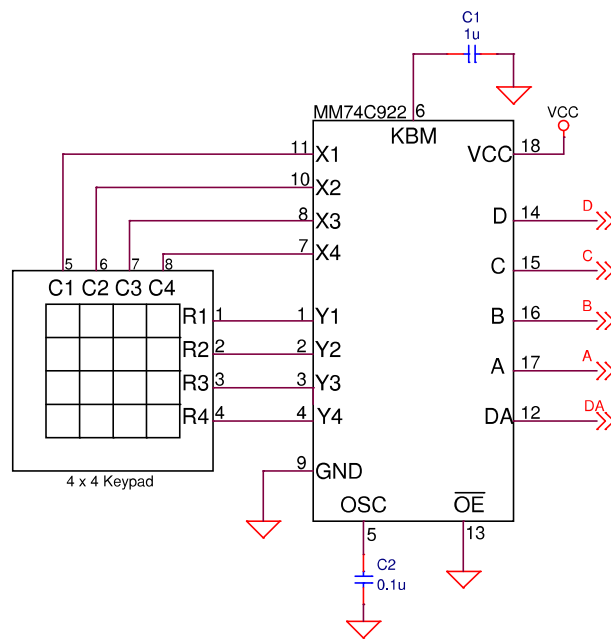 C1
1u
MM74C922
6
KBM
VCC
11
X1
VCC
18
10
X2
8
X3
D
14
D
7
X4
C
15
C
5
6
7
8
C1
C2
C3
C4
R1
1
1
Y1
B
16
B
R2
2
2
Y2
R3
3
3
Y3
A
17
A
R4
4
4
Y4
DA
12
DA
9
GND
4 x 4 Keypad
OSC
OE
5
13
C2
0.1u